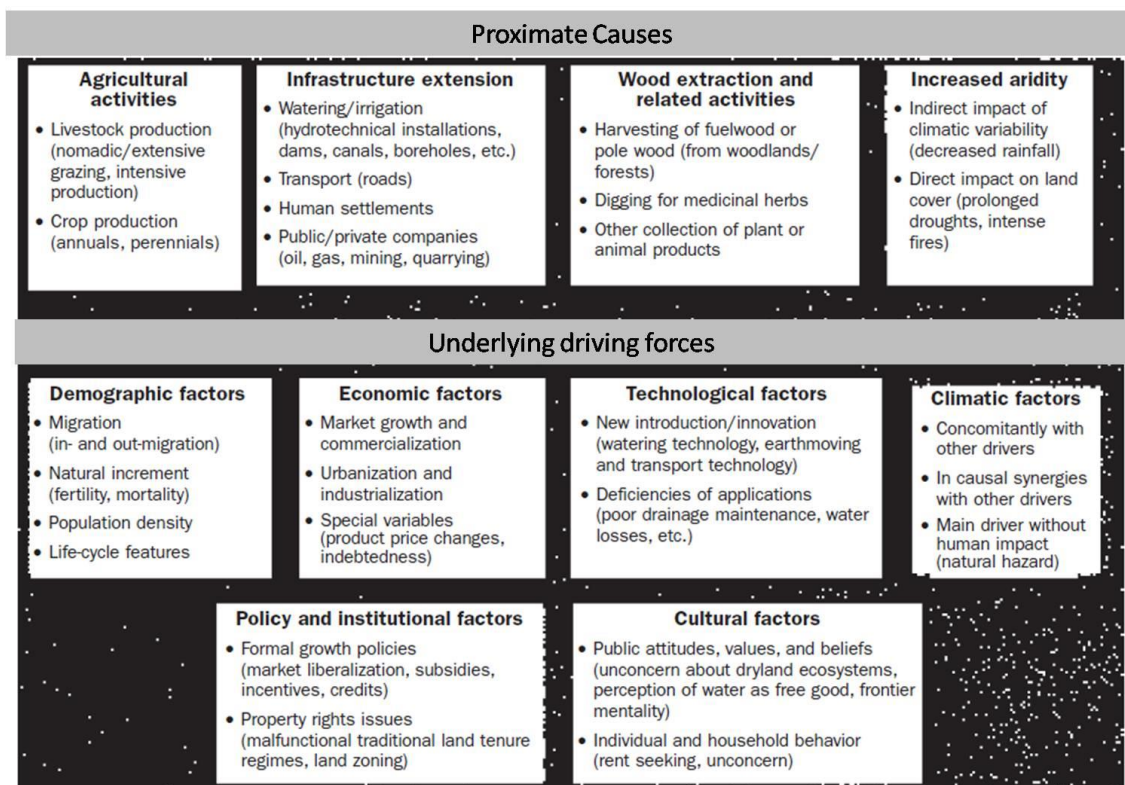 Proximate Causes
Agricultural
activities
• Livestock production
(nomadic/extensive
grazing, intensive
production)
• Crop production
(annuals, perennials)
Infrastructure extension
• Watering/irrigation
(hydrotechnical installations,
dams, canals, boreholes, etc.)
• Transport (roads)
• Human settlements
• Public/private companies
(oil, gas, mining, quarrying)
Wood extraction and
related activities
• Harvesting of fuelwood or
pole wood (from woodlands/
forests)
• Digging for medicinal herbs
• Other collection of plant or
animal products
Increased aridity
• Indirect impact of
climatic variability
(decreased rainfall)
• Direct impact on land
cover (prolonged
droughts, intense
fires)
Underlying driving forces
Demographic factors
• Migration
(in- and out-migration)
• Natural increment
(fertility, mortality)
• Population density
• Life-cycle features
Economic factors
• Market growth and
commercialization
• Urbanization and
industrialization
• Special variables
(product price changes,
indebtedness)
Technological factors
• New introduction/innovation
(watering technology, earthmoving
and transport technology)
• Deficiencies of applications
(poor drainage maintenance, water
losses, etc.)
Climatic factors
• Concomitantly with
other drivers
• In causal synergies
with other drivers
• Main driver without
human impact
(natural hazard)
Policy and institutional factors
• Formal growth policies
(market liberalization, subsidies,
incentives, credits)
• Property rights issues
(malfunctional traditional land tenure
regimes, land zoning)
Cultural factors
• Public attitudes, values, and beliefs
(unconcern about dryland ecosystems,
perception of water as free good, frontier
mentality)
• Individual and household behavior
(rent seeking, unconcern)